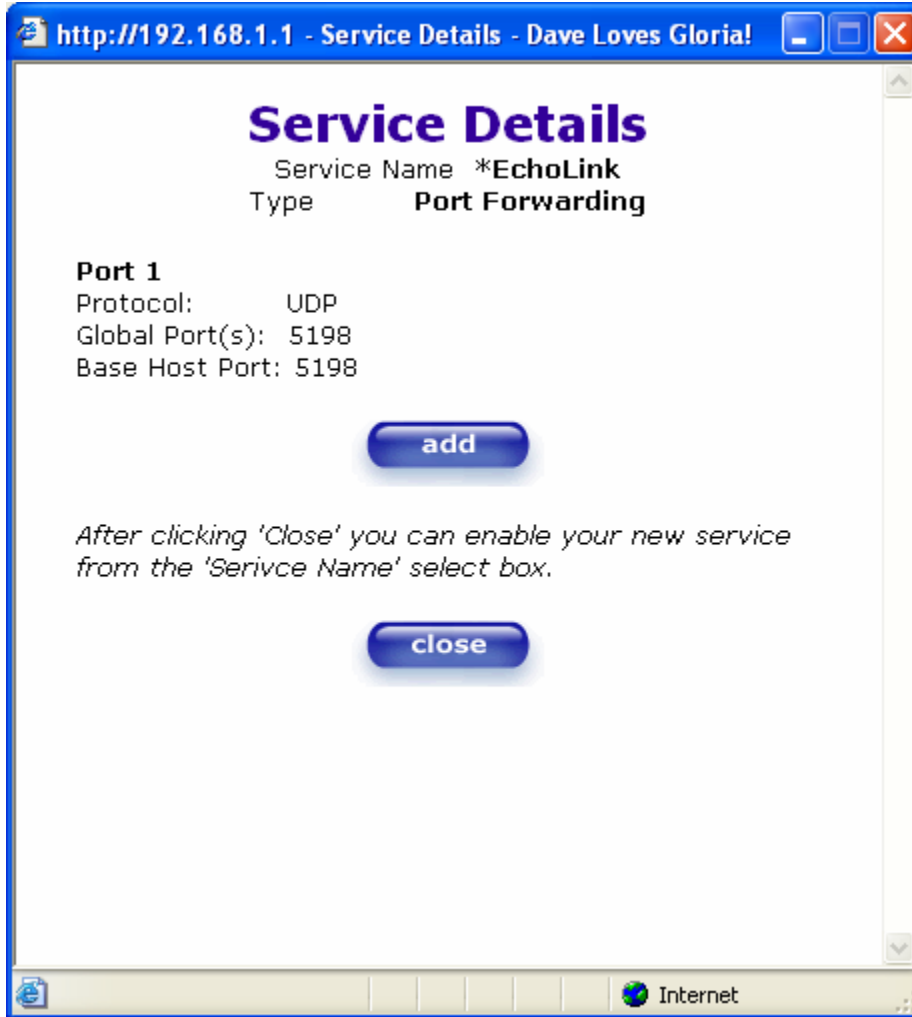 http://192.168.1.1 - Service Details - Dave Loves Gloria!
Service Details
Service Name *EchoLink
Type Port Forwarding
Port 1
Protocol: UDP
Global Port(s): 5198
Base Host Port: 5198
add
After clicking 'Close' you can enable your new service
from the 'Serivce Name' select box.
close
Internet